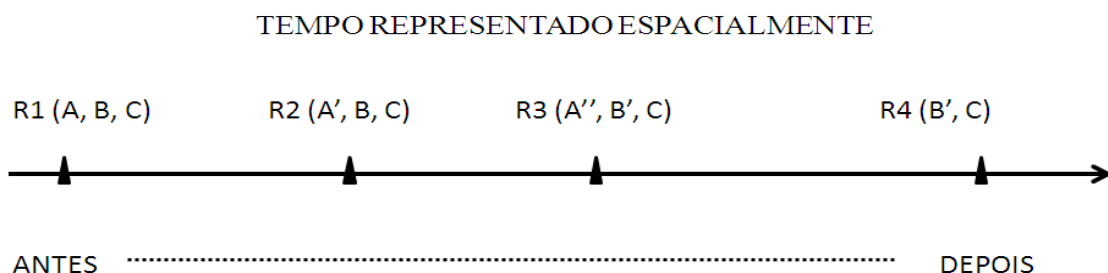 TEMPO REPRESENTADO ESPACIALMENTE
R1 (A, B, C) R2 (A’, B, C) R3 (A’’, B’, C) R4 (B’, C)
ANTES DEPOIS